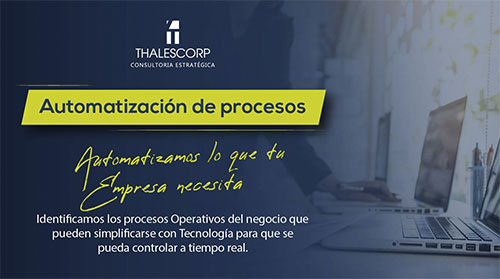 THALESCORP
CONSULTORIA ESTRATÉGICA
Automatización de procesos
Automatizamos lo que tu
Empresa necesita
Identificamos los procesos Operativos del negocio que
pueden simplificarse con Tecnología para que se
pueda controlar a tiempo real.